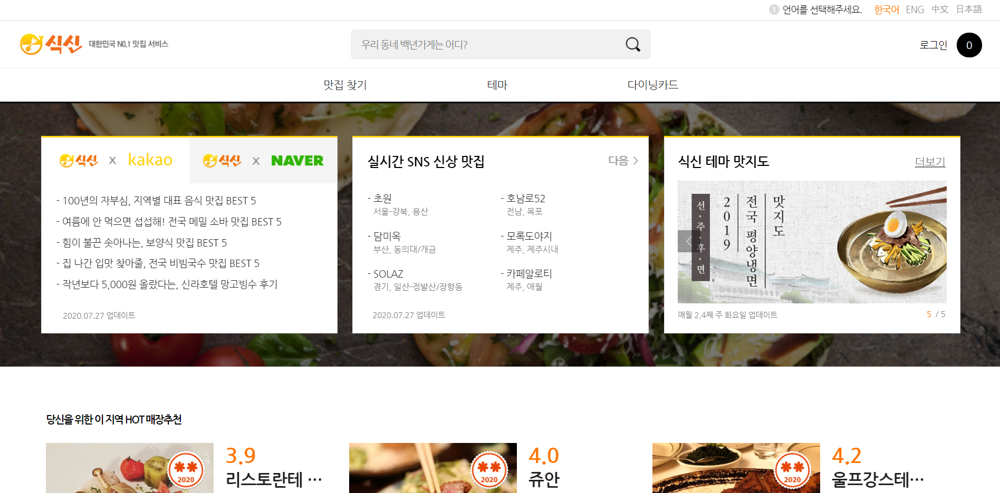 언어를 선택해주세요. 한국어 ENG 中文 日本語
식신 대한민국 NO.1 맛집 서비스
우리 동네 백년가게는 어디?
로그인 0
맛집 찾기 테마 다이닝카드
식신 x kakao
식신 x NAVER
- 100년의 자부심, 지역별 대표 음식 맛집 BEST 5
- 여름에 안 먹으면 섭섭해! 전국 메밀 소바 맛집 BEST 5
- 힘이 불끈 솟아나는, 보양식 맛집 BEST 5
- 집 나간 입맛 찾아줄, 전국 비빔국수 맛집 BEST 5
- 작년보다 5,000원 올랐다는, 신라호텔 망고빙수 후기
2020.07.27 업데이트
실시간 SNS 신상 맛집
다음
- 초원
서울-강북, 용산
- 호남로52
전남, 목포
- 담미옥
부산, 동의대/개금
- 모록도야지
제주, 제주시내
- SOLAZ
경기, 일산-정발산/장항동
- 카페알로티
제주, 애월
2020.07.27 업데이트
식신 테마 맛지도
더보기
선·주·후·면
2019
전국 평양냉면
맛지도
매월 2,4째 주 화요일 업데이트
5 / 5
당신을 위한 이 지역 HOT 매장추천
2020
3.9
리스토란테 ···
2020
4.0
쥬안
2020
4.2
울프강스테···